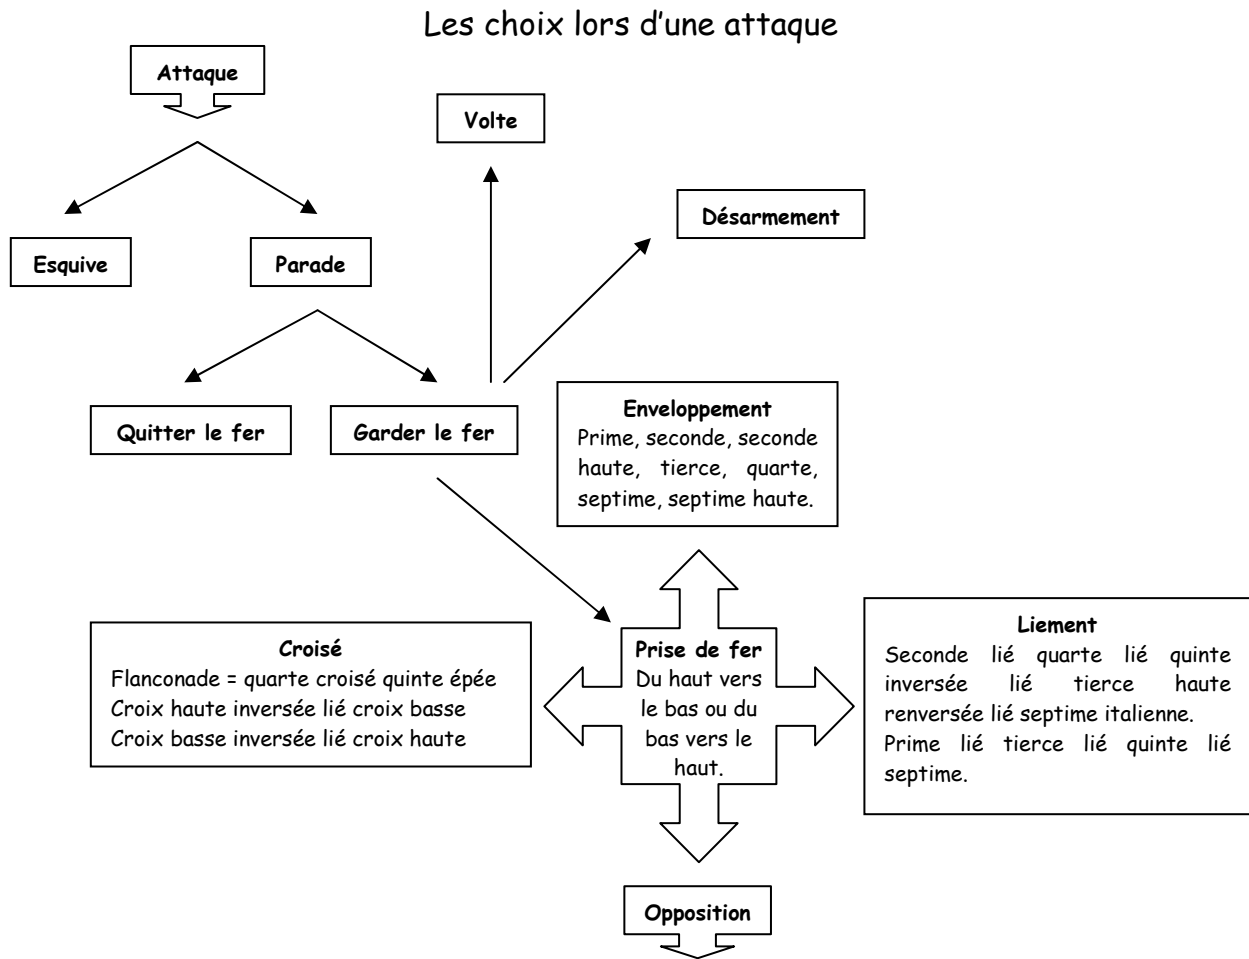 Les choix lors d'une attaque
Attaque
Volte
Désarmement
Esquive
Parade
Quitter le fer
Garder le fer
Enveloppement
Prime, seconde, seconde
haute, tierce, quarte,
septime, septime haute.
Croisé
Flanconade = quarte croisé quinte épée
Croix haute inversée lié croix basse
Croix basse inversée lié croix haute
Prise de fer
Du haut vers
le bas ou du
bas vers le
haut.
Liement
Seconde lié quarte lié quinte
inversée lié tierce haute
renversée lié septime italienne.
Prime lié tierce lié quinte lié
septime.
Opposition